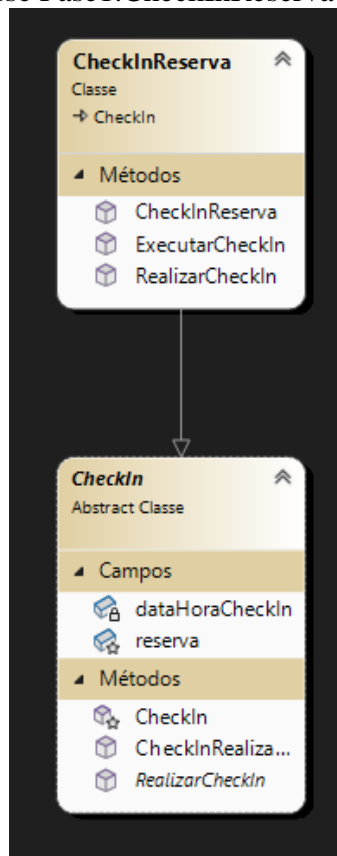 CheckInReserva
Classe
CheckIn
Métodos
CheckInReserva
ExecutarCheckIn
RealizarCheckIn
CheckIn
Abstract Classe
Campos
dataHoraCheckIn
reserva
Métodos
CheckIn
CheckInRealiza...
RealizarCheckIn